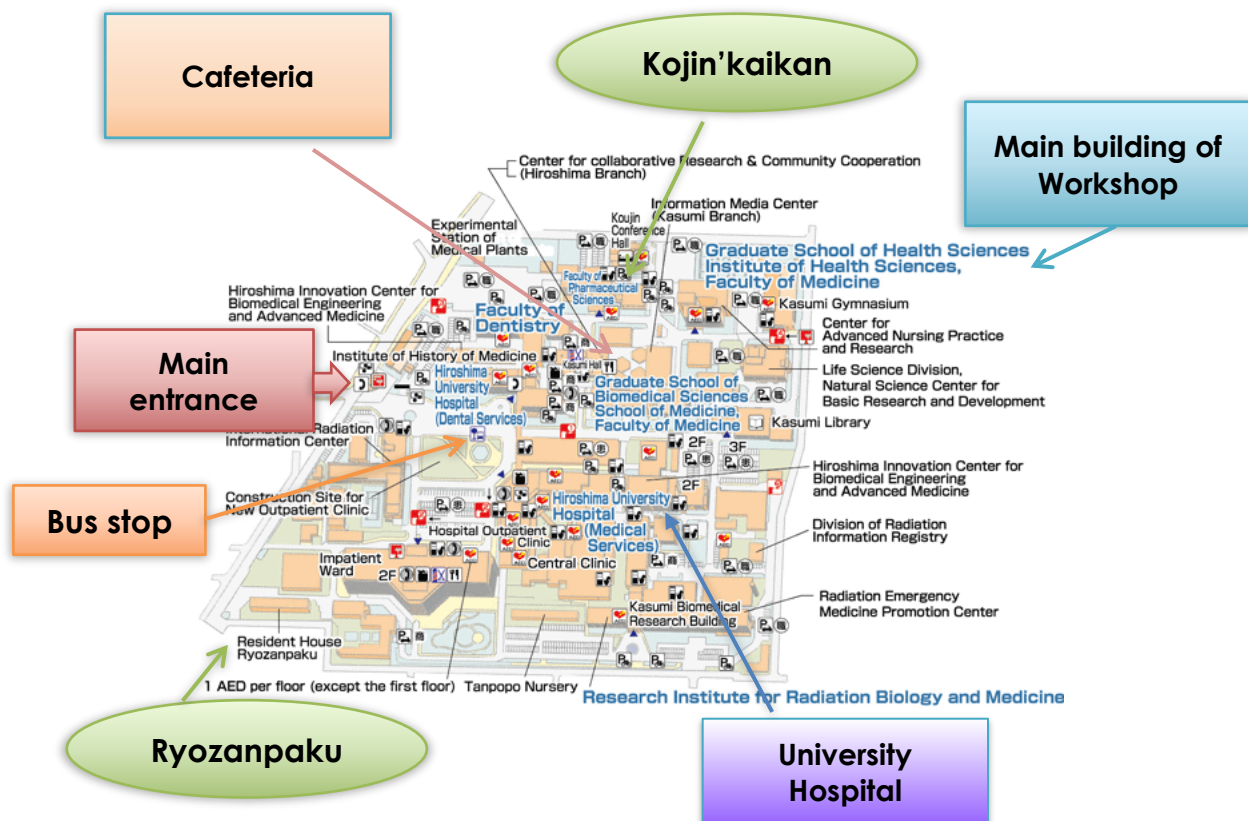 Cafeteria
Kojin’kaikan
Main building of
Workshop
Center for collaborative Research & Community Cooperation
(Hiroshima Branch)
Information Media Center
(Kasumi Branch)
Koujin
Conference
Hall
Experimental
Station of
Medical Plants
Graduate School of Health Sciences
Institute of Health Sciences,
Faculty of Medicine
Faculty of
Pharmaceutical
Sciences
Hiroshima Innovation Center for
Biomedical Engineering
and Advanced Medicine
Faculty of
Dentistry
Kasumi Gymnasium
Center for
Advanced Nursing Practice
and Research
Main
entrance
Institute of History of Medicine
Kasumi Hall
Hiroshima
University
Hospital
(Dental Services)
Graduate School of
Biomedical Sciences
School of Medicine,
Faculty of Medicine
Life Science Division,
Natural Science Center for
Basic Research and Development
Kasumi Library
International Radiation
Information Center
2F
3F
2F
Hiroshima Innovation Center for
Biomedical Engineering
and Advanced Medicine
Bus stop
Construction Site for
New Outpatient Clinic
Hiroshima University
Hospital
(Medical
Services)
Hospital Outpatient
Clinic
Division of Radiation
Information Registry
Impatient
Ward
2F
Central Clinic
Radiation Emergency
Medicine Promotion Center
Kasumi Biomedical
Research Building
Resident House
Ryozanpaku
1 AED per floor (except the first floor)
Tanpopo Nursery
Research Institute for Radiation Biology and Medicine
Ryozanpaku
University
Hospital